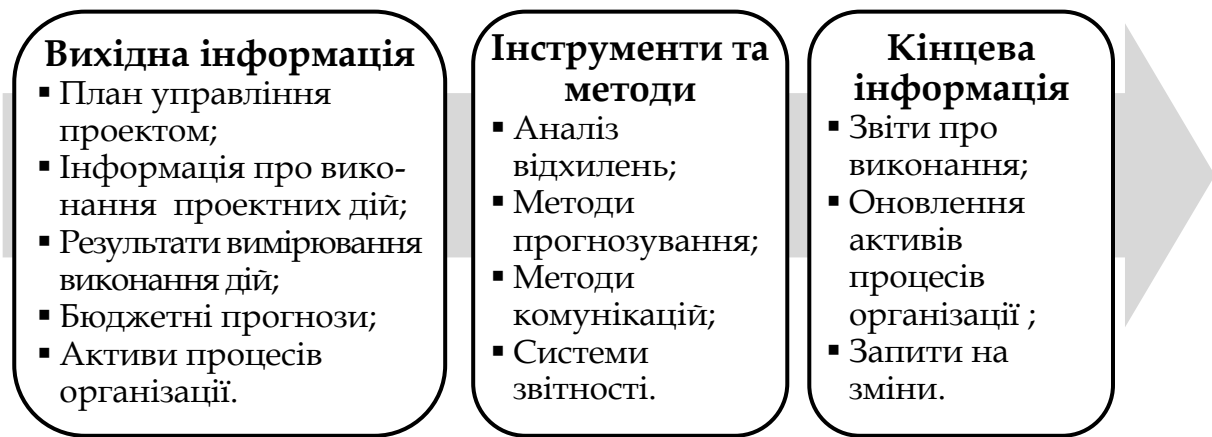 Вихідна інформація
▪ План управління
проектом;
▪ Інформація про вико-
нання проектних дій;
▪ Результати вимірювання
виконання дій;
▪ Бюджетні прогнози;
▪ Активи процесів
організації.
Інструменти та
методи
▪ Аналіз
відхилень;
▪ Методи
прогнозування;
▪ Методи
комунікацій;
▪ Системи
звітності.
Кінцева
інформація
▪ Звіти про
виконання;
▪ Оновлення
активів
процесів
організації ;
▪ Запити на
зміни.